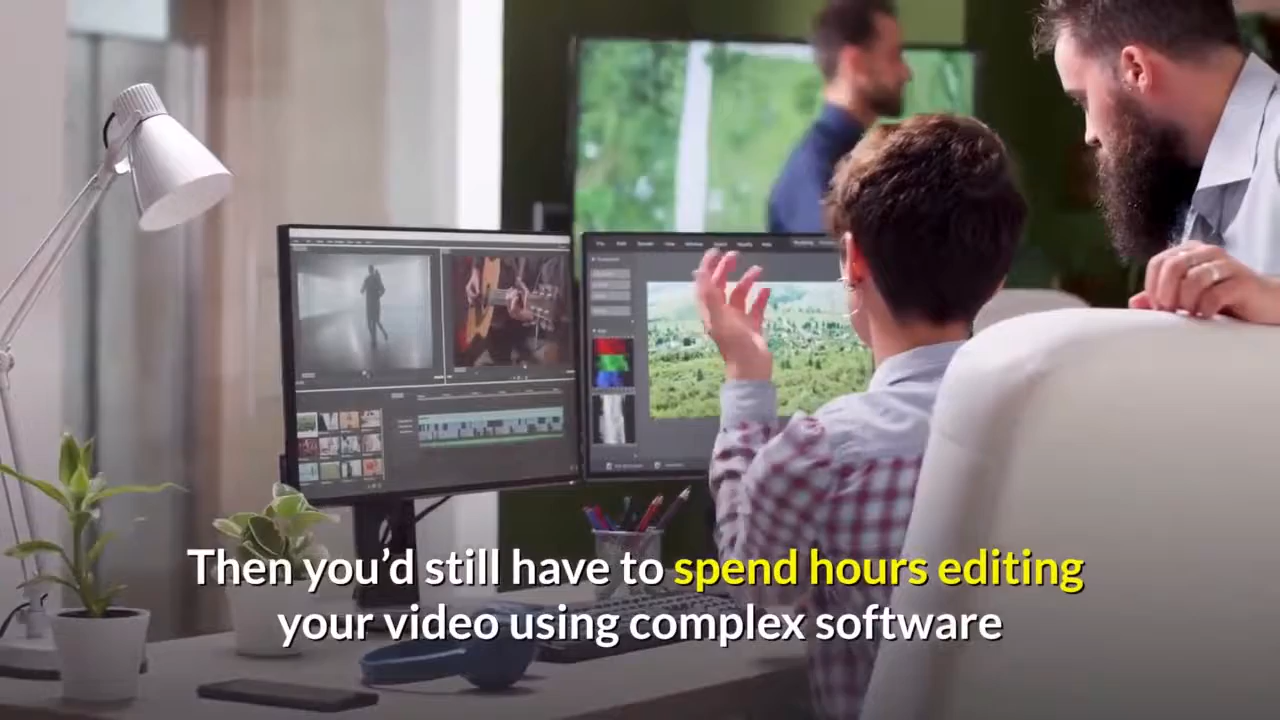 Then you’d still have to spend hours editing
your video using complex software